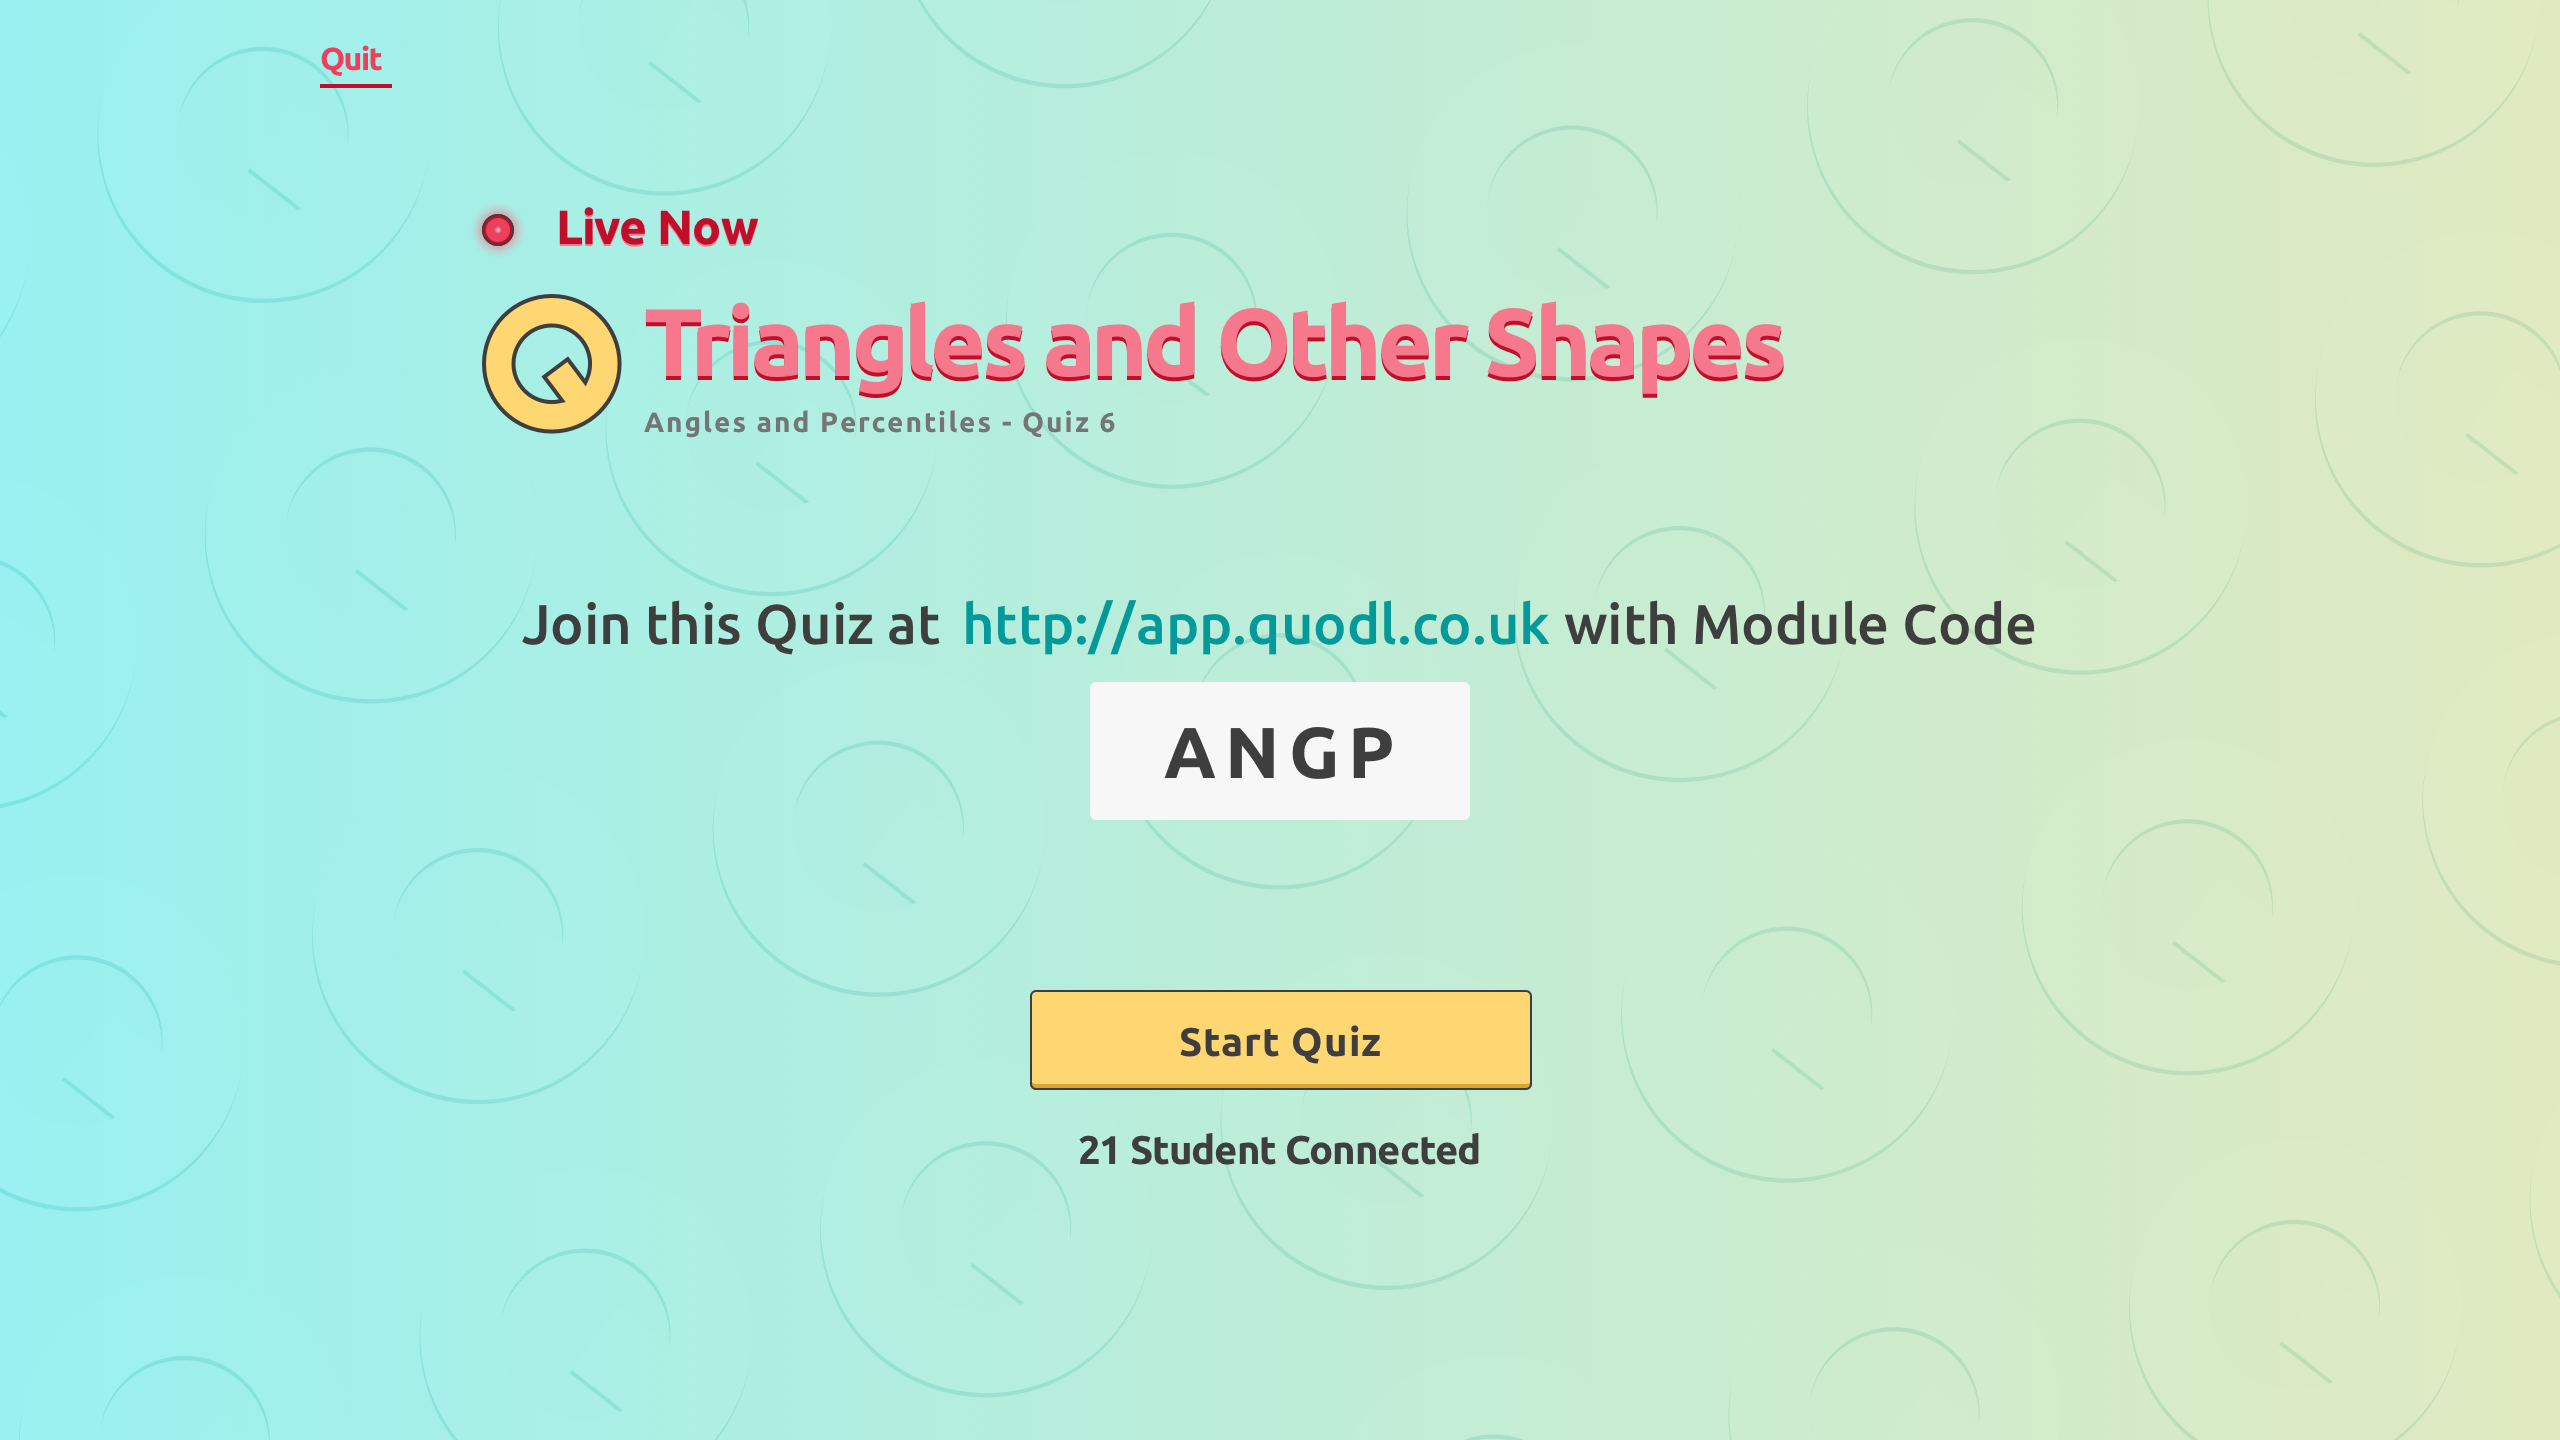 Quit
Live Now
Triangles and Other Shapes
Angles and Percentiles - Quiz 6
Join this Quiz at http://app.quodl.co.uk with Module Code
ANGP
Start Quiz
21 Student Connected